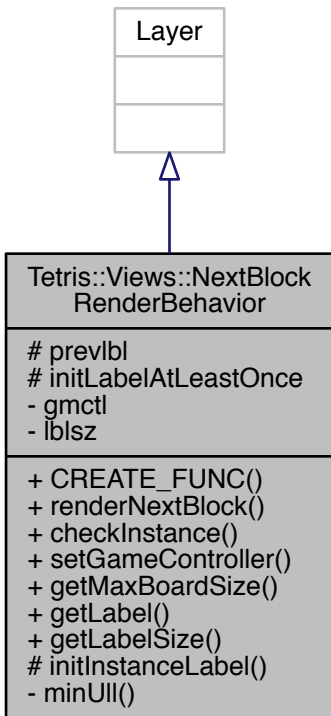 Layer
Tetris::Views::NextBlock
RenderBehavior
# prevlbl
# initLabelAtLeastOnce
- gmctl
- lblsz
+ CREATE_FUNC()
+ renderNextBlock()
+ checkInstance()
+ setGameController()
+ getMaxBoardSize()
+ getLabel()
+ getLabelSize()
# initInstanceLabel()
- minUll()